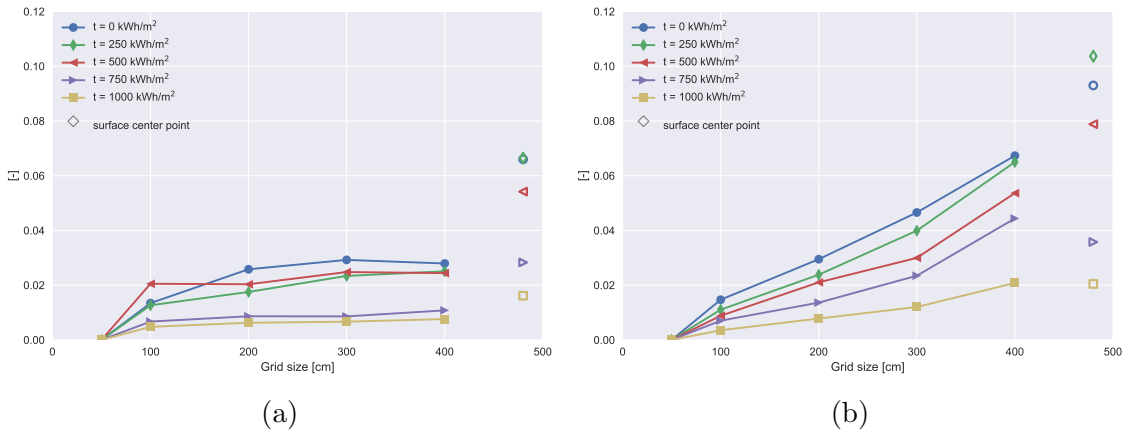 0.12
0.10
0.08
0.06
0.04
0.02
0.00
[-]
t = 0 kWh/m²
t = 250 kWh/m²
t = 500 kWh/m²
t = 750 kWh/m²
t = 1000 kWh/m²
surface center point
0 100 200 300 400 500
Grid size [cm]
(a)
0.12
0.10
0.08
0.06
0.04
0.02
0.00
[-]
t = 0 kWh/m²
t = 250 kWh/m²
t = 500 kWh/m²
t = 750 kWh/m²
t = 1000 kWh/m²
surface center point
0 100 200 300 400 500
Grid size [cm]
(b)